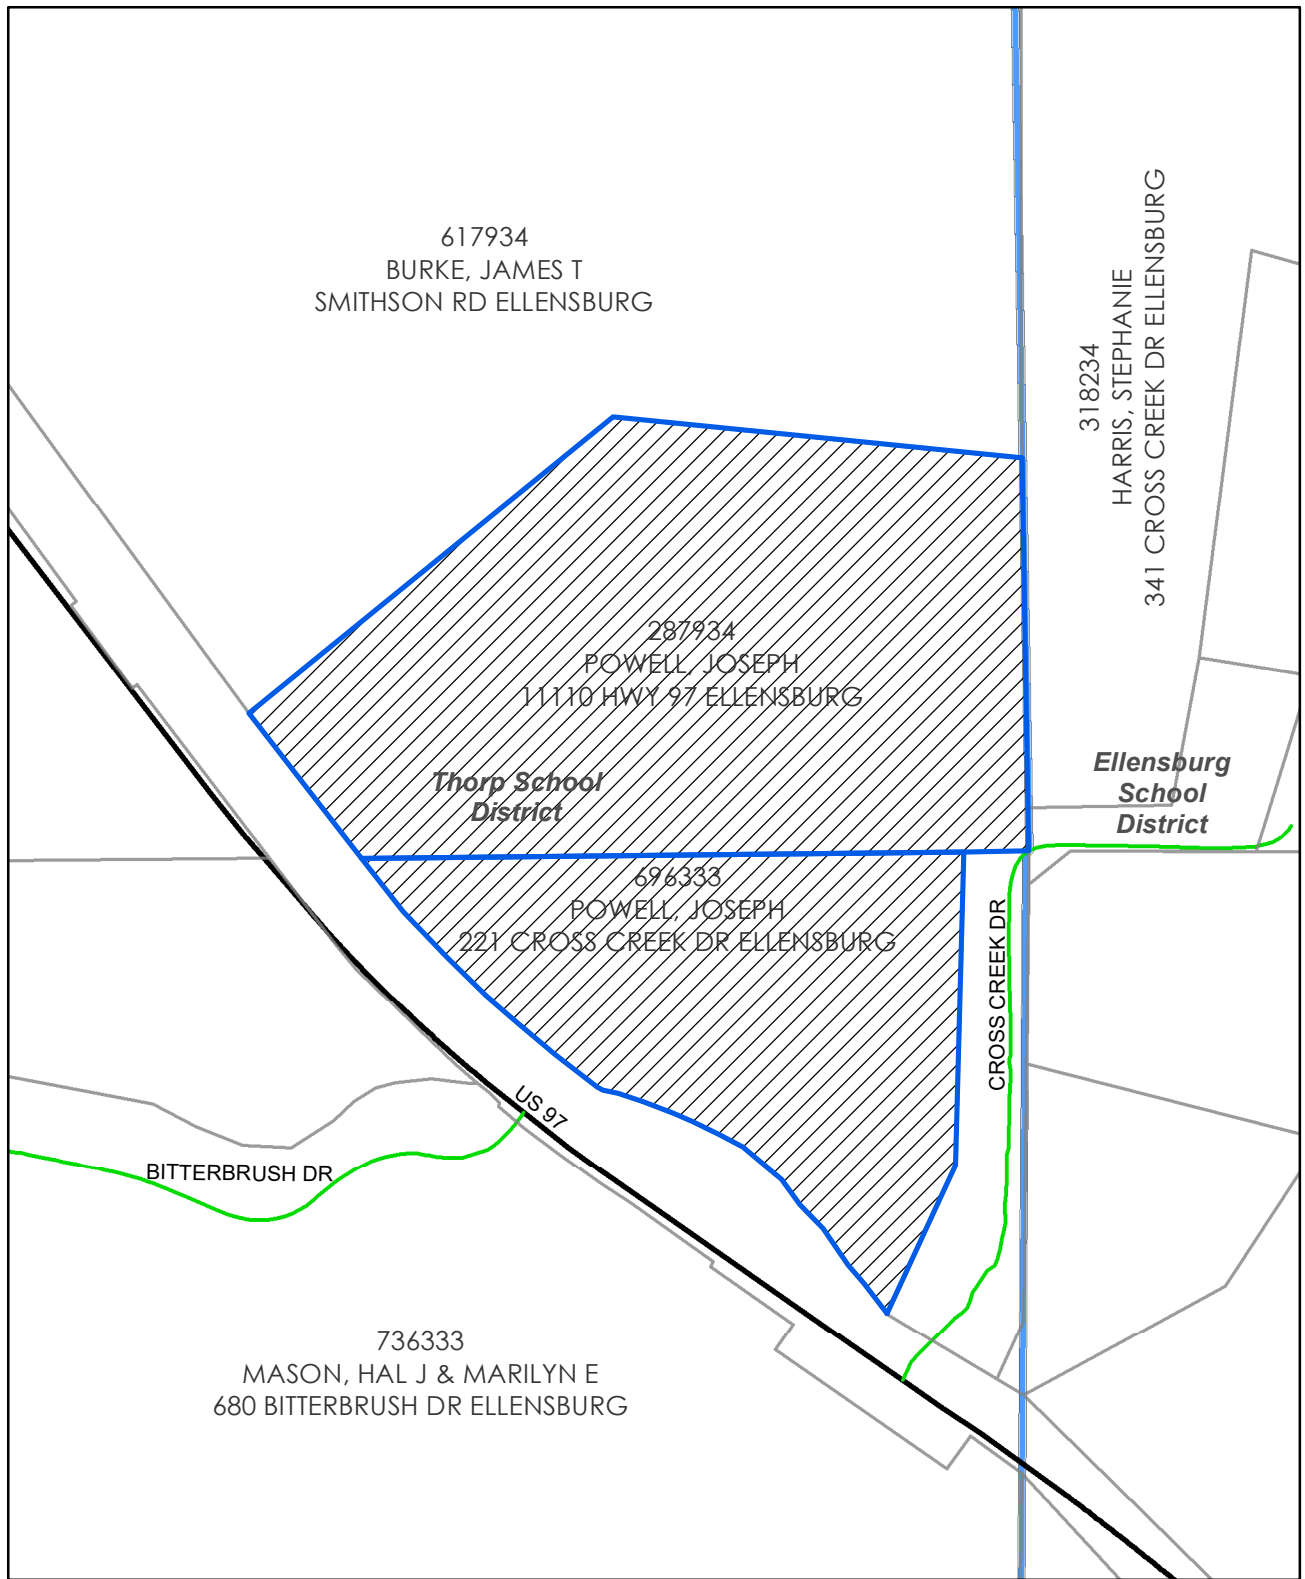 617934
BURKE, JAMES T
SMITHSON RD ELLENSBURG
318234
HARRIS, STEPHANIE
341 CROSS CREEK DR ELLENSBURG
287934
POWELL, JOSEPH
11110 HWY 97 ELLENSBURG
Thorp School
District
Ellensburg
School
District
696333
POWELL, JOSEPH
221 CROSS CREEK DR ELLENSBURG
CROSS CREEK DR
US 97
BITTERBRUSH DR
736333
MASON, HAL J & MARILYN E
680 BITTERBRUSH DR ELLENSBURG